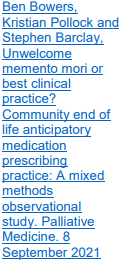 Ben Bowers,
Kristian Pollock and
Stephen Barclay,
Unwelcome
memento mori or
best clinical
practice?
Community end of
life anticipatory
medication
prescribing
practice: A mixed
methods
observational
study. Palliative
Medicine. 8
September 2021